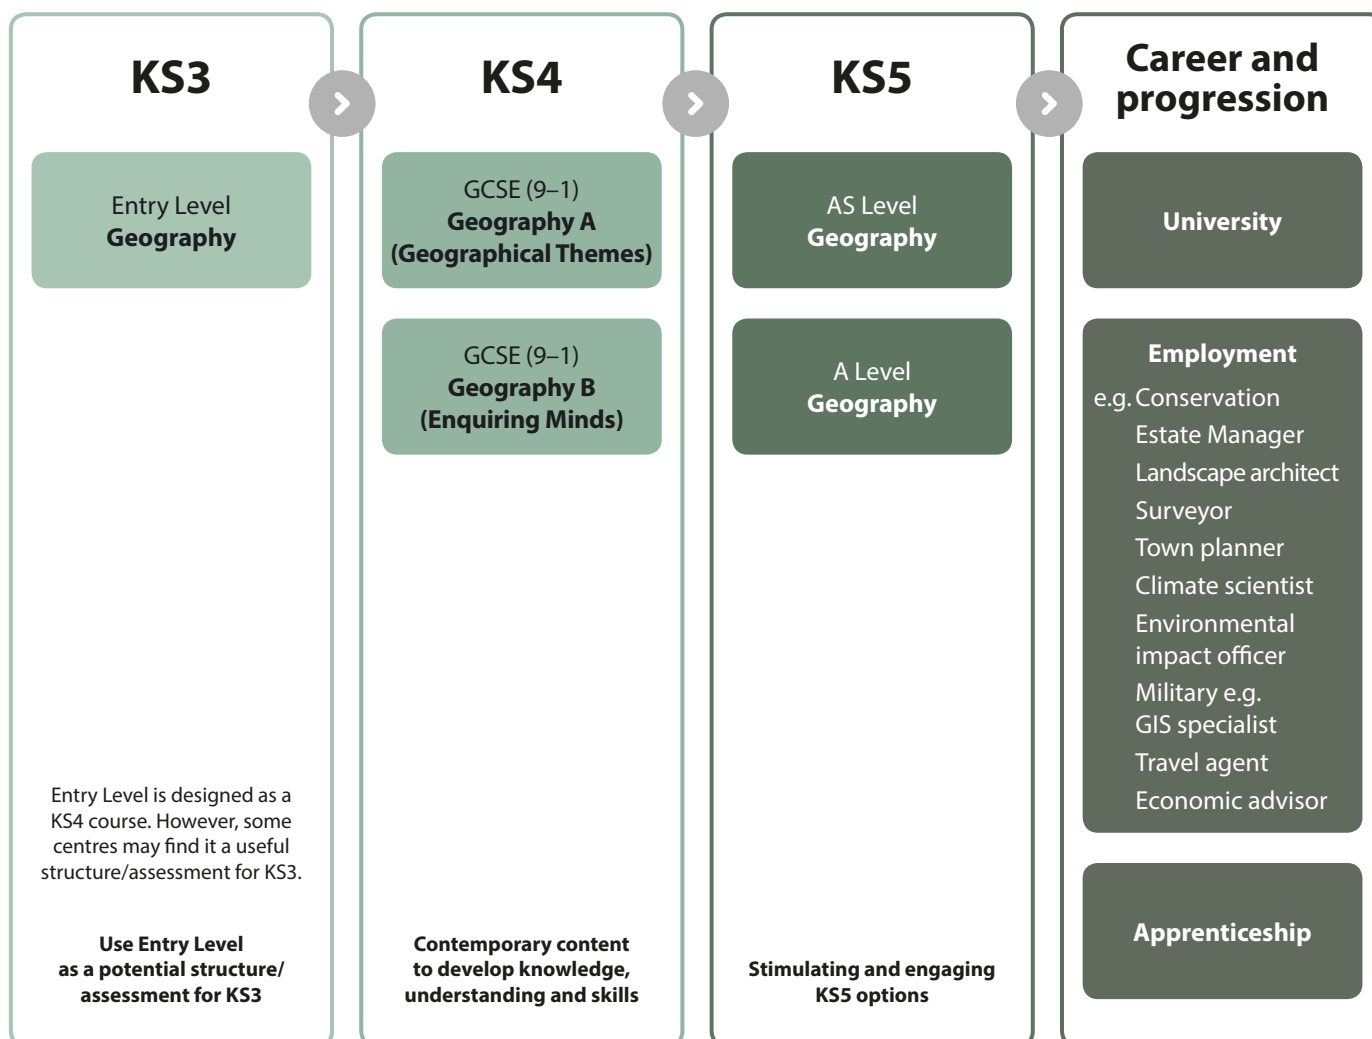 KS3
Entry Level
Geography
Entry Level is designed as a
KS4 course. However, some
centres may find it a useful
structure/assessment for KS3.
Use Entry Level
as a potential structure/
assessment for KS3
KS4
GCSE (9–1)
Geography A
(Geographical Themes)
GCSE (9–1)
Geography B
(Enquiring Minds)
Contemporary content
to develop knowledge,
understanding and skills
KS5
AS Level
Geography
A Level
Geography
Stimulating and engaging
KS5 options
Career and
progression
University
Employment
e.g. Conservation
Estate Manager
Landscape architect
Surveyor
Town planner
Climate scientist
Environmental
impact officer
Military e.g.
GIS specialist
Travel agent
Economic advisor
Apprenticeship